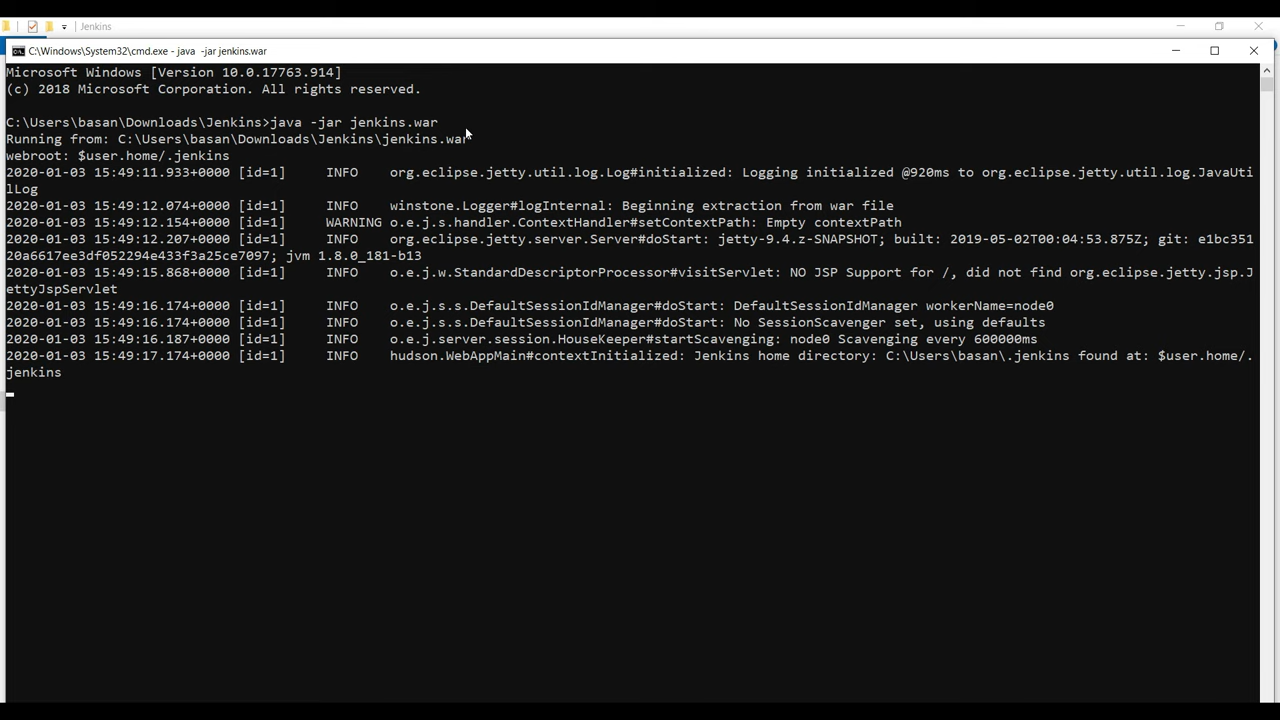 Jenkins
C:\Windows\System32\cmd.exe - java  -jar jenkins.war
Microsoft Windows [Version 10.0.17763.914]
(c) 2018 Microsoft Corporation. All rights reserved.
C:\Users\basan\Downloads\Jenkins>java -jar jenkins.war
Running from: C:\Users\basan\Downloads\Jenkins\jenkins.war
webroot: $user.home/.jenkins
2020-01-03 15:49:11.933+0000 [id=1]     INFO    org.eclipse.jetty.util.log.Log#initialized: Logging initialized @920ms to org.eclipse.jetty.util.log.JavaUti
lLog
2020-01-03 15:49:12.074+0000 [id=1]     INFO    winstone.Logger#logInternal: Beginning extraction from war file
2020-01-03 15:49:12.154+0000 [id=1]     WARNING o.e.j.s.handler.ContextHandler#setContextPath: Empty contextPath
2020-01-03 15:49:12.207+0000 [id=1]     INFO    org.eclipse.jetty.server.Server#doStart: jetty-9.4.z-SNAPSHOT; built: 2019-05-02T00:04:53.875Z; git: e1bc351
20a6617ee3df052294e433f3a25ce7097; jvm 1.8.0_181-b13
2020-01-03 15:49:15.868+0000 [id=1]     INFO    o.e.j.w.StandardDescriptorProcessor#visitServlet: NO JSP Support for /, did not find org.eclipse.jetty.jsp.J
ettyJspServlet
2020-01-03 15:49:16.174+0000 [id=1]     INFO    o.e.j.s.s.DefaultSessionIdManager#doStart: DefaultSessionIdManager workerName=node0
2020-01-03 15:49:16.174+0000 [id=1]     INFO    o.e.j.s.s.DefaultSessionIdManager#doStart: No SessionScavenger set, using defaults
2020-01-03 15:49:16.187+0000 [id=1]     INFO    o.e.j.server.session.HouseKeeper#startScavenging: node0 Scavenging every 600000ms
2020-01-03 15:49:17.174+0000 [id=1]     INFO    hudson.WebAppMain#contextInitialized: Jenkins home directory: C:\Users\basan\.jenkins found at: $user.home/.
jenkins